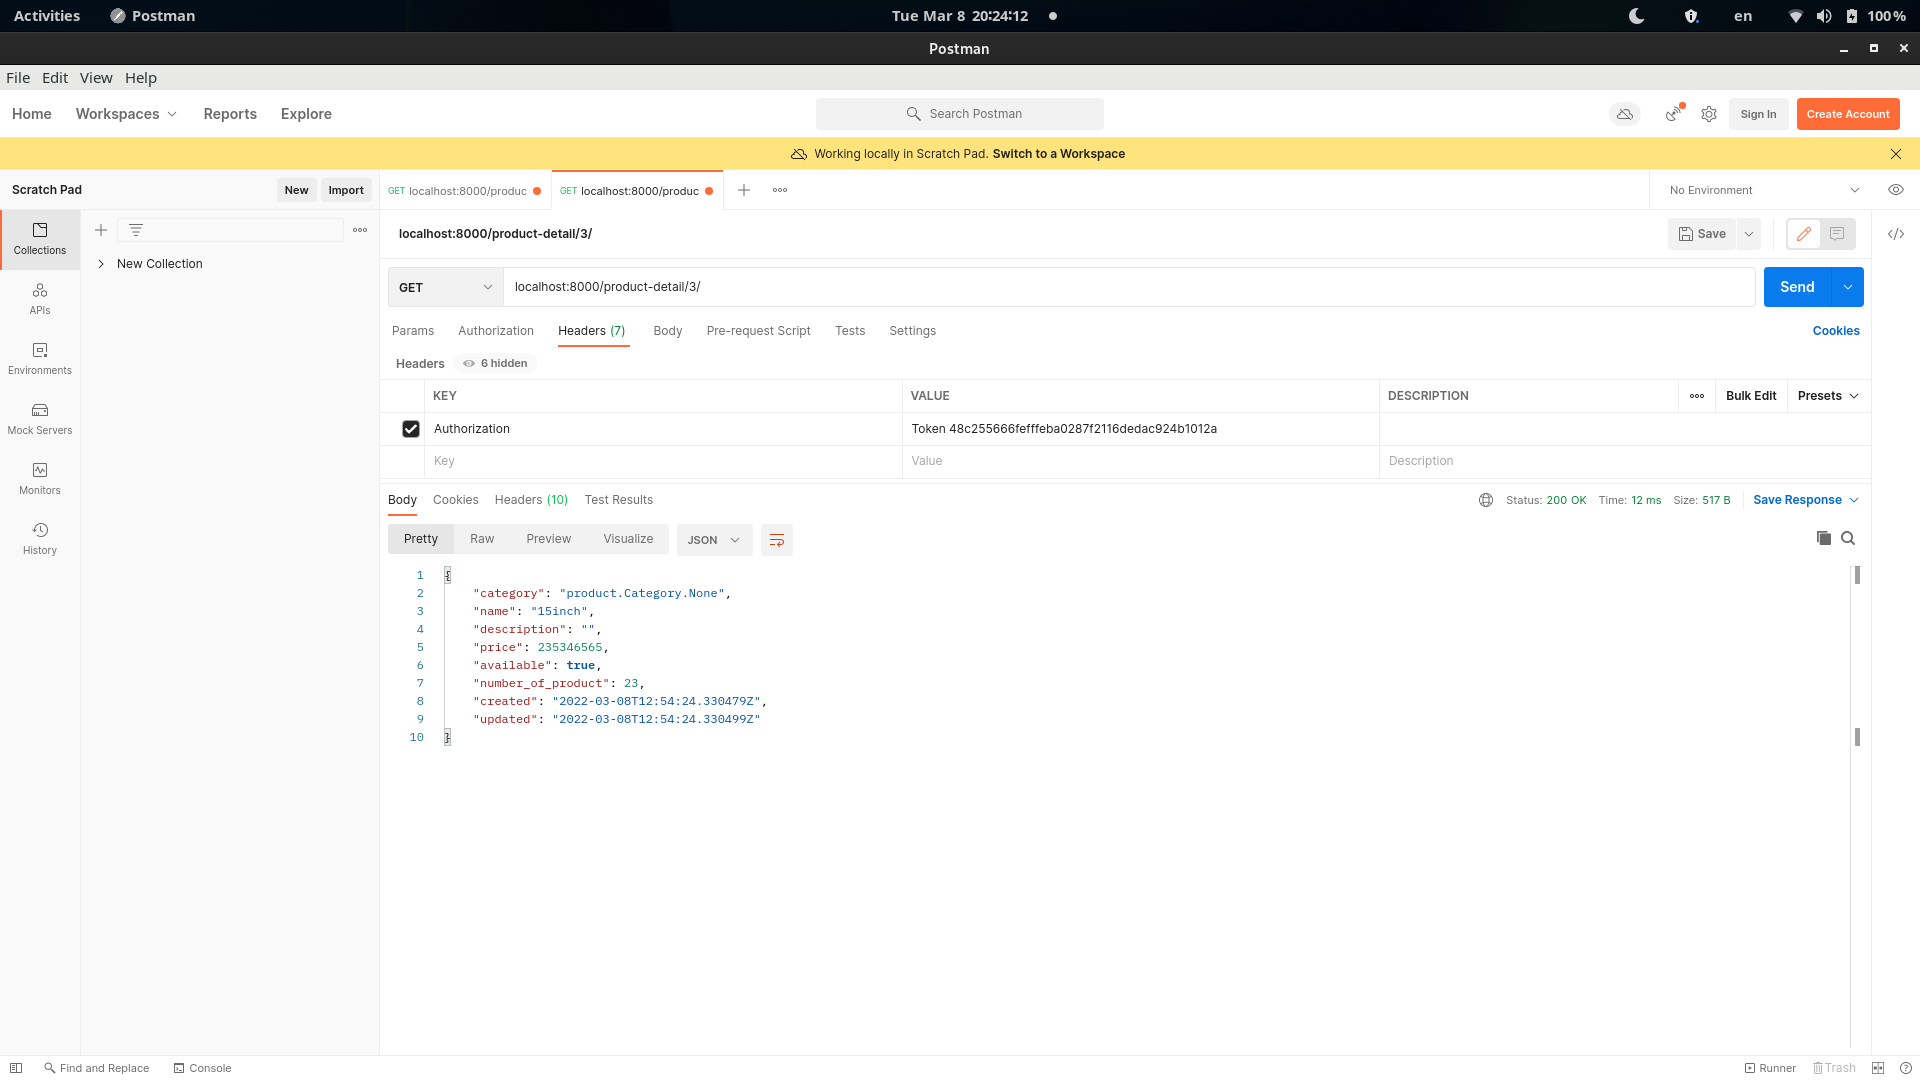 Activities Postman Tue Mar 8 20:24:12 en 100 %
Postman
File Edit View Help
Home Workspaces Reports Explore Search Postman Sign In Create Account
Working locally in Scratch Pad. Switch to a Workspace
Scratch Pad New Import GET localhost:8000/produc GET localhost:8000/produc No Environment
Collections
New Collection
APIs
Environments
Mock Servers
Monitors
History
localhost:8000/product-detail/3/ Save
GET localhost:8000/product-detail/3/ Send
Params Authorization Headers (7) Body Pre-request Script Tests Settings Cookies
Headers 6 hidden
KEY VALUE DESCRIPTION Bulk Edit Presets
Authorization Token 48c255666fefffeba0287f2116dedac924b1012a
Key Value Description
Body Cookies Headers (10) Test Results Status: 200 OK Time: 12 ms Size: 517 B Save Response
Pretty Raw Preview Visualize JSON
1 {
2 "category": "product.Category.None",
3 "name": "15inch",
4 "description": "",
5 "price": 235346565,
6 "available": true,
7 "number_of_product": 23,
8 "created": "2022-03-08T12:54:24.330479Z",
9 "updated": "2022-03-08T12:54:24.330499Z"
10 }
Find and Replace Console Runner Trash